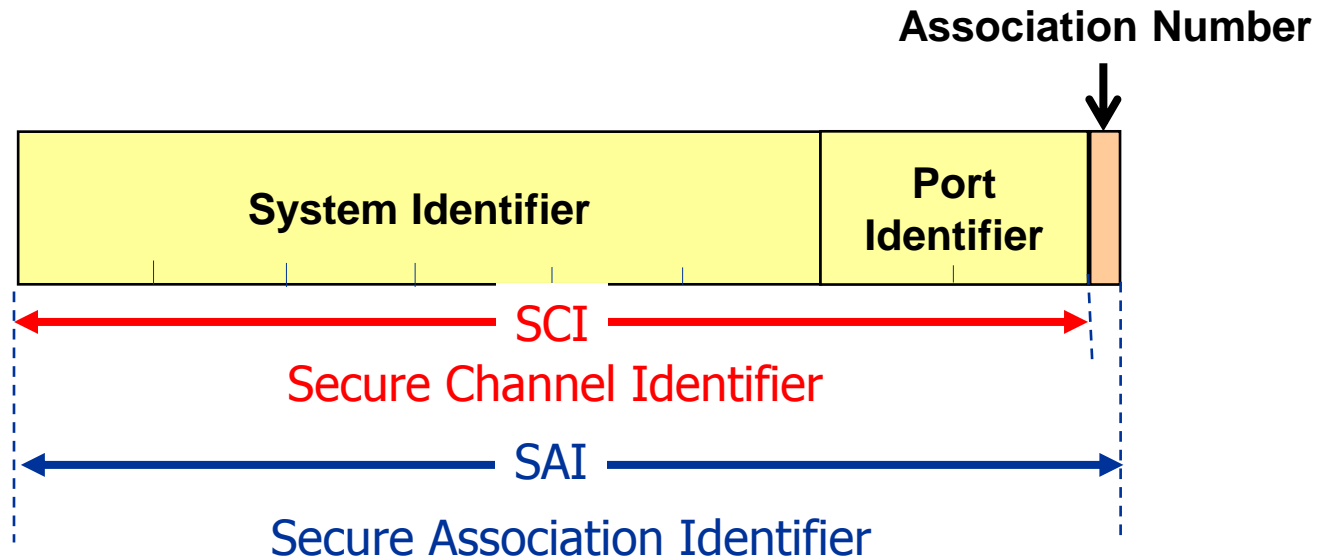 Association Number
System Identifier
Port
Identifier
SCI
Secure Channel Identifier
SAI
Secure Association Identifier